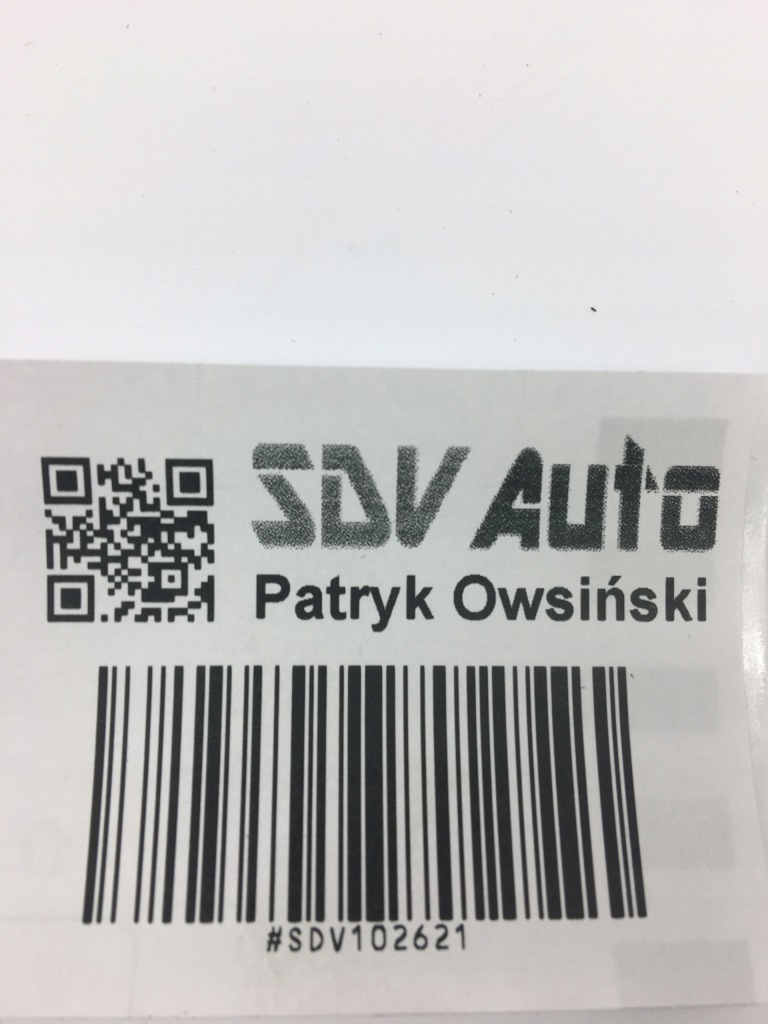 SDV Auto
Patryk Owsiński
#SDV102621